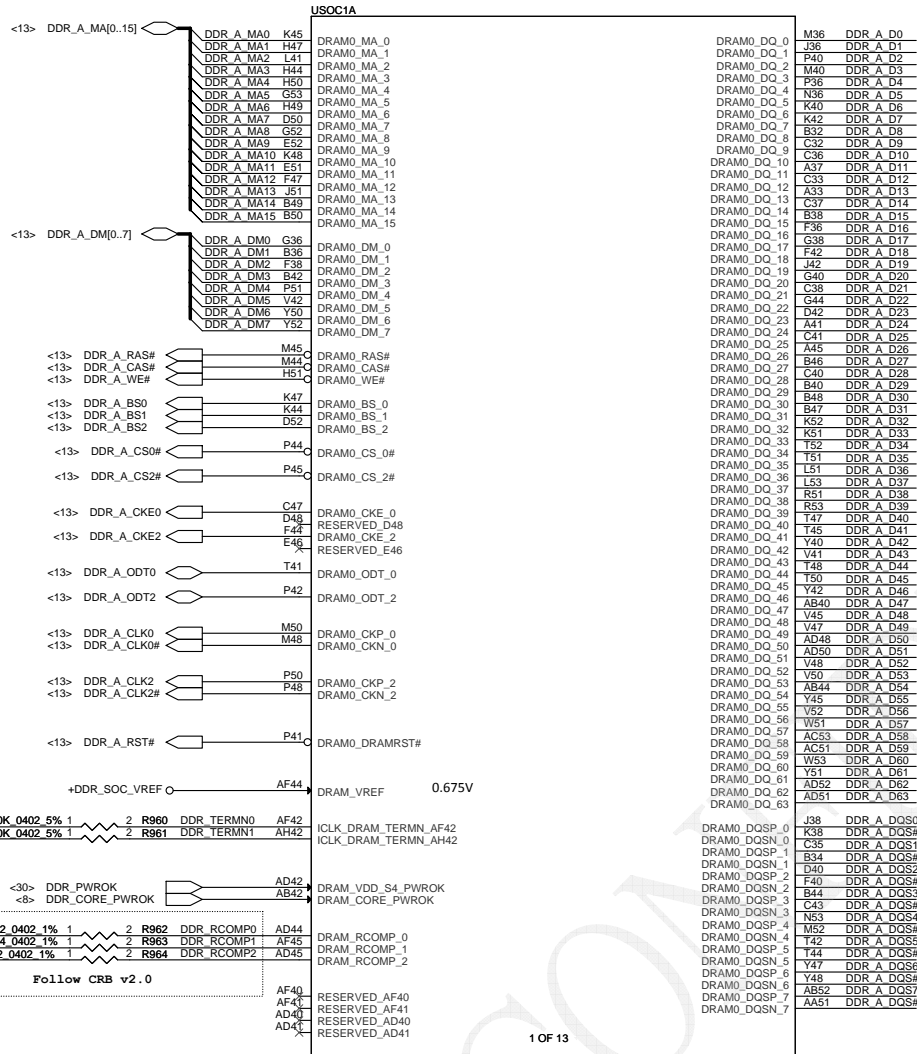 USOC1A
<13> DDR_A_MA[0..15]
DDR_A_MA0 K45 DRAM0_MA_0
DDR_A_MA1 H47 DRAM0_MA_1
DDR_A_MA2 L41 DRAM0_MA_2
DDR_A_MA3 H44 DRAM0_MA_3
DDR_A_MA4 H50 DRAM0_MA_4
DDR_A_MA5 G53 DRAM0_MA_5
DDR_A_MA6 H49 DRAM0_MA_6
DDR_A_MA7 D50 DRAM0_MA_7
DDR_A_MA8 G52 DRAM0_MA_8
DDR_A_MA9 E52 DRAM0_MA_9
DDR_A_MA10 K48 DRAM0_MA_10
DDR_A_MA11 E51 DRAM0_MA_11
DDR_A_MA12 F47 DRAM0_MA_12
DDR_A_MA13 J51 DRAM0_MA_13
DDR_A_MA14 B49 DRAM0_MA_14
DDR_A_MA15 B50 DRAM0_MA_15
<13> DDR_A_DM[0..7]
DDR_A_DM0 G36 DRAM0_DM_0
DDR_A_DM1 B36 DRAM0_DM_1
DDR_A_DM2 F38 DRAM0_DM_2
DDR_A_DM3 B42 DRAM0_DM_3
DDR_A_DM4 P51 DRAM0_DM_4
DDR_A_DM5 V42 DRAM0_DM_5
DDR_A_DM6 Y50 DRAM0_DM_6
DDR_A_DM7 Y52 DRAM0_DM_7
<13> DDR_A_RAS# M45 DRAM0_RAS#
<13> DDR_A_CAS# M44 DRAM0_CAS#
<13> DDR_A_WE# H51 DRAM0_WE#
<13> DDR_A_BS0 K47 DRAM0_BS_0
<13> DDR_A_BS1 K44 DRAM0_BS_1
<13> DDR_A_BS2 D52 DRAM0_BS_2
<13> DDR_A_CS0# P44 DRAM0_CS_0#
<13> DDR_A_CS2# P45 DRAM0_CS_2#
<13> DDR_A_CKE0 C47 DRAM0_CKE_0
D48 RESERVED_D48
<13> DDR_A_CKE2 F44 DRAM0_CKE_2
E46 RESERVED_E46
<13> DDR_A_ODT0 T41 DRAM0_ODT_0
<13> DDR_A_ODT2 P42 DRAM0_ODT_2
<13> DDR_A_CLK0 M50 DRAM0_CKP_0
<13> DDR_A_CLK0# M48 DRAM0_CKN_0
<13> DDR_A_CLK2 P50 DRAM0_CKP_2
<13> DDR_A_CLK2# P48 DRAM0_CKN_2
<13> DDR_A_RST# P41 DRAM0_DRAMRST#
+DDR_SOC_VREF AF44 DRAM_VREF 0.675V
0K_0402_5% 1 2 R960 DDR_TERMN0 AF42 ICLK_DRAM_TERMN_AF42
0K_0402_5% 1 2 R961 DDR_TERMN1 AH42 ICLK_DRAM_TERMN_AH42
<30> DDR_PWROK AD42 DRAM_VDD_S4_PWROK
<8> DDR_CORE_PWROK AB42 DRAM_CORE_PWROK
2_0402_1% 1 2 R962 DDR_RCOMP0 AD44 DRAM_RCOMP_0
4_0402_1% 1 2 R963 DDR_RCOMP1 AF45 DRAM_RCOMP_1
2_0402_1% 1 2 R964 DDR_RCOMP2 AD45 DRAM_RCOMP_2
Follow CRB v2.0
AF40 RESERVED_AF40
AF41 RESERVED_AF41
AD40 RESERVED_AD40
AD41 RESERVED_AD41
DRAM0_DQ_0 M36 DDR_A_D0
DRAM0_DQ_1 J36 DDR_A_D1
DRAM0_DQ_2 P40 DDR_A_D2
DRAM0_DQ_3 M40 DDR_A_D3
DRAM0_DQ_4 P36 DDR_A_D4
DRAM0_DQ_5 N36 DDR_A_D5
DRAM0_DQ_6 K40 DDR_A_D6
DRAM0_DQ_7 K42 DDR_A_D7
DRAM0_DQ_8 B32 DDR_A_D8
DRAM0_DQ_9 C32 DDR_A_D9
DRAM0_DQ_10 C36 DDR_A_D10
DRAM0_DQ_11 A37 DDR_A_D11
DRAM0_DQ_12 C33 DDR_A_D12
DRAM0_DQ_13 A33 DDR_A_D13
DRAM0_DQ_14 C37 DDR_A_D14
DRAM0_DQ_15 B38 DDR_A_D15
DRAM0_DQ_16 F36 DDR_A_D16
DRAM0_DQ_17 G38 DDR_A_D17
DRAM0_DQ_18 F42 DDR_A_D18
DRAM0_DQ_19 J42 DDR_A_D19
DRAM0_DQ_20 G40 DDR_A_D20
DRAM0_DQ_21 C38 DDR_A_D21
DRAM0_DQ_22 G44 DDR_A_D22
DRAM0_DQ_23 D42 DDR_A_D23
DRAM0_DQ_24 A41 DDR_A_D24
DRAM0_DQ_25 C41 DDR_A_D25
DRAM0_DQ_26 A45 DDR_A_D26
DRAM0_DQ_27 B46 DDR_A_D27
DRAM0_DQ_28 C40 DDR_A_D28
DRAM0_DQ_29 B40 DDR_A_D29
DRAM0_DQ_30 B48 DDR_A_D30
DRAM0_DQ_31 B47 DDR_A_D31
DRAM0_DQ_32 K52 DDR_A_D32
DRAM0_DQ_33 K51 DDR_A_D33
DRAM0_DQ_34 T52 DDR_A_D34
DRAM0_DQ_35 T51 DDR_A_D35
DRAM0_DQ_36 L51 DDR_A_D36
DRAM0_DQ_37 L53 DDR_A_D37
DRAM0_DQ_38 R51 DDR_A_D38
DRAM0_DQ_39 R53 DDR_A_D39
DRAM0_DQ_40 T47 DDR_A_D40
DRAM0_DQ_41 T45 DDR_A_D41
DRAM0_DQ_42 Y40 DDR_A_D42
DRAM0_DQ_43 V41 DDR_A_D43
DRAM0_DQ_44 T48 DDR_A_D44
DRAM0_DQ_45 T50 DDR_A_D45
DRAM0_DQ_46 Y42 DDR_A_D46
DRAM0_DQ_47 AB40 DDR_A_D47
DRAM0_DQ_48 V45 DDR_A_D48
DRAM0_DQ_49 V47 DDR_A_D49
DRAM0_DQ_50 AD48 DDR_A_D50
DRAM0_DQ_51 AD50 DDR_A_D51
DRAM0_DQ_52 V48 DDR_A_D52
DRAM0_DQ_53 V50 DDR_A_D53
DRAM0_DQ_54 AB44 DDR_A_D54
DRAM0_DQ_55 Y45 DDR_A_D55
DRAM0_DQ_56 V52 DDR_A_D56
DRAM0_DQ_57 W51 DDR_A_D57
DRAM0_DQ_58 AC53 DDR_A_D58
DRAM0_DQ_59 AC51 DDR_A_D59
DRAM0_DQ_60 W53 DDR_A_D60
DRAM0_DQ_61 Y51 DDR_A_D61
DRAM0_DQ_62 AD52 DDR_A_D62
DRAM0_DQ_63 AD51 DDR_A_D63
DRAM0_DQSP_0 J38 DDR_A_DQS0
DRAM0_DQSN_0 K38 DDR_A_DQS#
DRAM0_DQSP_1 C35 DDR_A_DQS1
DRAM0_DQSN_1 B34 DDR_A_DQS#
DRAM0_DQSP_2 D40 DDR_A_DQS2
DRAM0_DQSN_2 F40 DDR_A_DQS#
DRAM0_DQSP_3 B44 DDR_A_DQS3
DRAM0_DQSN_3 C43 DDR_A_DQS#
DRAM0_DQSP_4 N53 DDR_A_DQS4
DRAM0_DQSN_4 M52 DDR_A_DQS#
DRAM0_DQSP_5 T42 DDR_A_DQS5
DRAM0_DQSN_5 T44 DDR_A_DQS#
DRAM0_DQSP_6 Y47 DDR_A_DQS6
DRAM0_DQSN_6 Y48 DDR_A_DQS#
DRAM0_DQSP_7 AB52 DDR_A_DQS7
DRAM0_DQSN_7 AA51 DDR_A_DQS#
1 OF 13